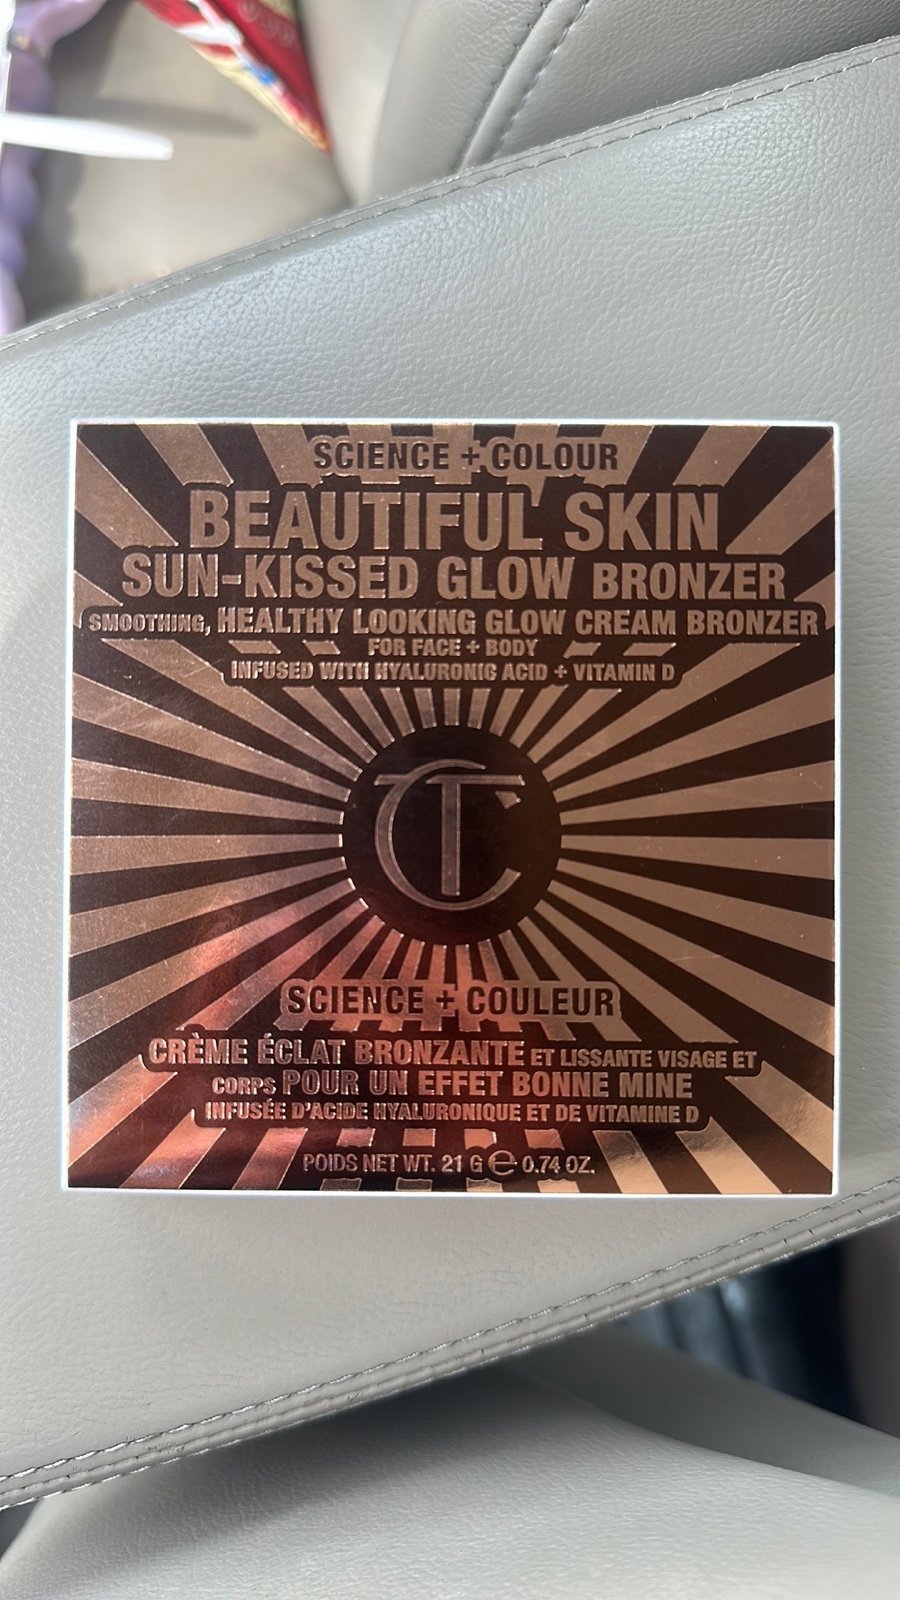 SCIENCE + COLOUR
BEAUTIFUL SKIN
SUN-KISSED GLOW BRONZER
SMOOTHING, HEALTHY LOOKING GLOW CREAM BRONZER
FOR FACE + BODY
INFUSED WITH HYALURONIC ACID + VITAMIN D
CT
SCIENCE + COULEUR
CRÈME ÉCLAT BRONZANTE ET LISSANTE VISAGE ET
CORPS POUR UN EFFET BONNE MINE
INFUSÉE D'ACIDE HYALURONIQUE ET DE VITAMINE D
POIDS NET WT. 21 G ℮ 0.74 OZ.